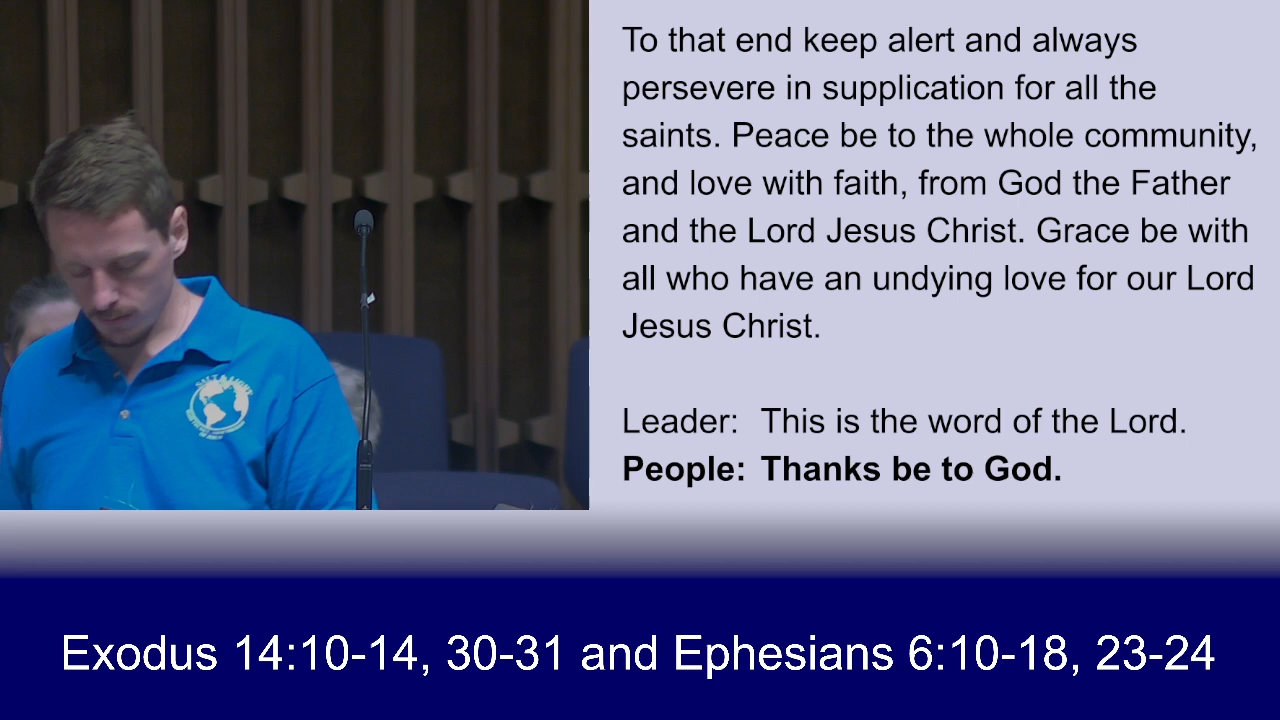 To that end keep alert and always
persevere in supplication for all the
saints. Peace be to the whole community,
and love with faith, from God the Father
and the Lord Jesus Christ. Grace be with
all who have an undying love for our Lord
Jesus Christ.
Leader: This is the word of the Lord.
People: Thanks be to God.
Exodus 14:10-14, 30-31 and Ephesians 6:10-18, 23-24